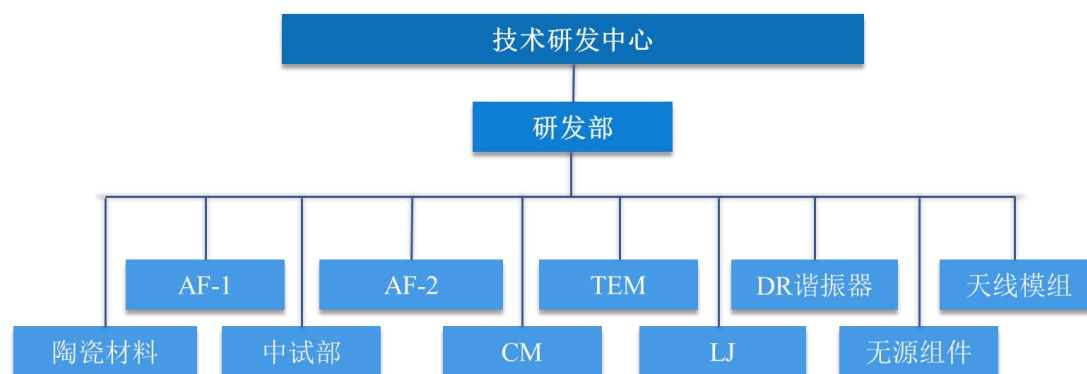 技术研发中心
研发部
AF-1
AF-2
TEM
DR谐振器
天线模组
陶瓷材料
中试部
CM
LJ
无源组件